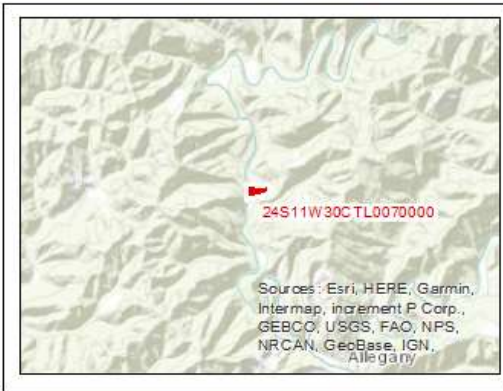 24S11W30CTL0070000
Sources: Esri, HERE, Garmin,
Intermap, increment P Corp.,
GEBCO, USGS, FAO, NPS,
NRCAN, GeoBase, IGN,
Allegany